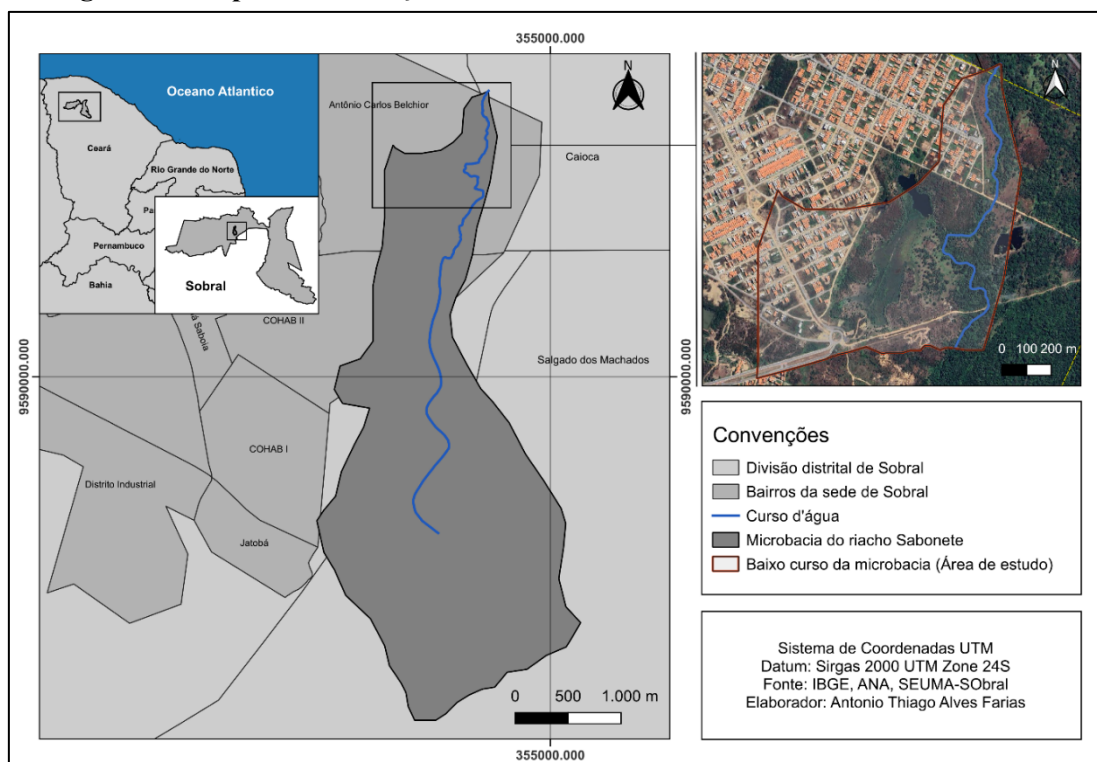 355000.000
N
Oceano Atlantico
Ceará
Rio Grande do Norte
Pa
Pernambuco
Bahia
Sobral
Antônio Carlos Belchior
Caioca
COHAB II
Saboia
Salgado dos Machados
9590000.000
9590000.000
COHAB I
Distrito Industrial
Jatobá
0 500 1.000 m
355000.000
N
0 100 200 m
Convenções
Divisão distrital de Sobral
Bairros da sede de Sobral
Curso d'água
Microbacia do riacho Sabonete
Baixo curso da microbacia (Área de estudo)
Sistema de Coordenadas UTM
Datum: Sirgas 2000 UTM Zone 24S
Fonte: IBGE, ANA, SEUMA-SObral
Elaborador: Antonio Thiago Alves Farias